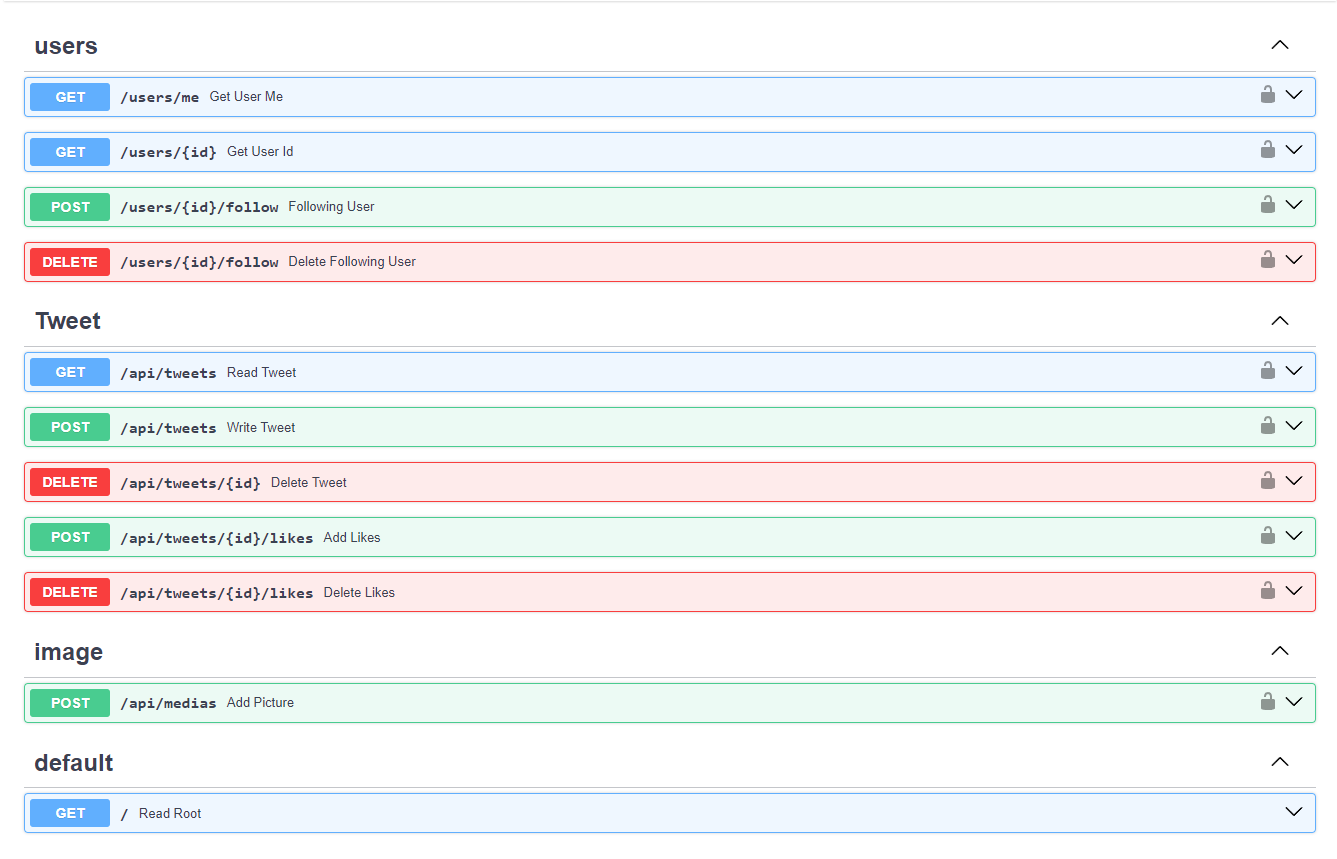 users
GET /users/me Get User Me
GET /users/{id} Get User Id
POST /users/{id}/follow Following User
DELETE /users/{id}/follow Delete Following User
Tweet
GET /api/tweets Read Tweet
POST /api/tweets Write Tweet
DELETE /api/tweets/{id} Delete Tweet
POST /api/tweets/{id}/likes Add Likes
DELETE /api/tweets/{id}/likes Delete Likes
image
POST /api/medias Add Picture
default
GET / Read Root